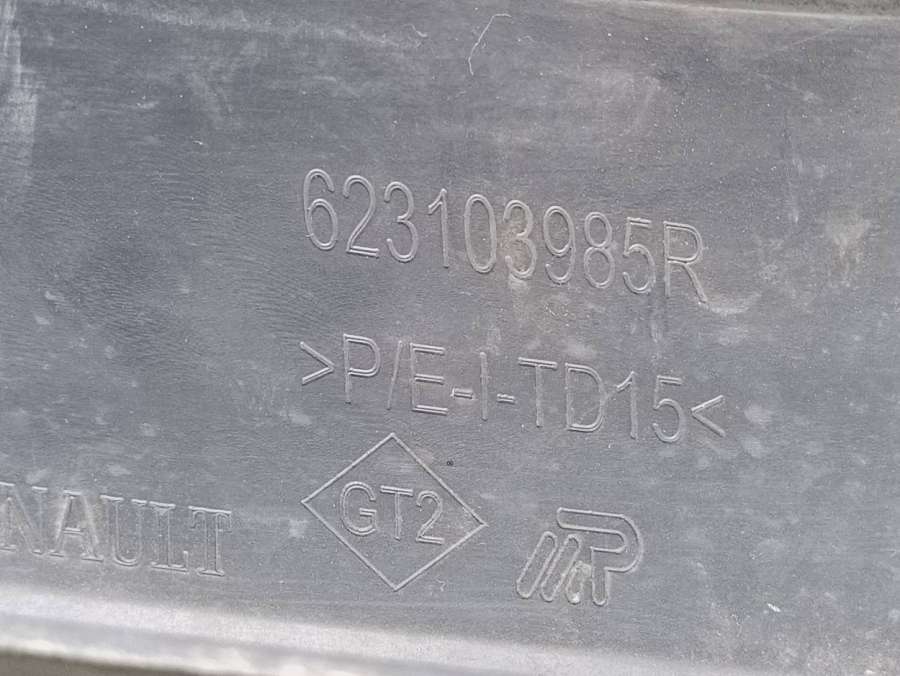 623103985R
>P/E-I-TD15<
GT2
NAULT